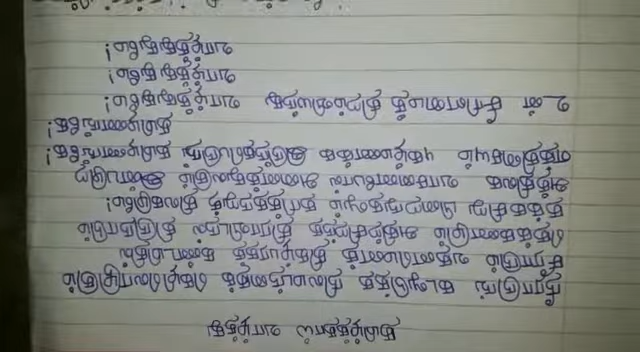 தமிழ்த்தாய் வாழ்த்து
நீராருங் கடலுடுத்த நிலமடந்தைக் கெழிலொழுகும்
சீராரும் வதனமெனத் திகழ்பரதக் கண்டமிதில்
தெக்கணமும் அதிற்சிறந்த திராவிடநல் திருநாடும்
தக்கசிறு பிறைநுதலும் தரித்தநறுந் திலகமுமே!
அத்திலக வாசனைபோல் அனைத்துலகும் இன்பமுற
எத்திசையும் புகழ்மணக்க இருந்தபெருந் தமிழணங்கே!
தமிழணங்கே!
உன் சீரிளமைத் திறம்வியந்து வாழ்த்துதுமே!
வாழ்த்துதுமே!
வாழ்த்துதுமே!